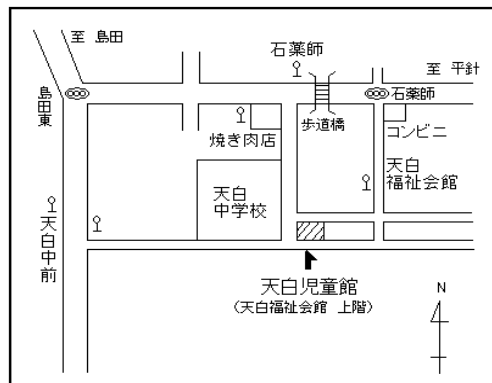 至 島田
石薬師
至 平針
島田東
石薬師
歩道橋
焼き肉店
コンビニ
天白
福祉会館
天白
中学校
天白中前
天白児童館
(天白福祉会館 上階)
N